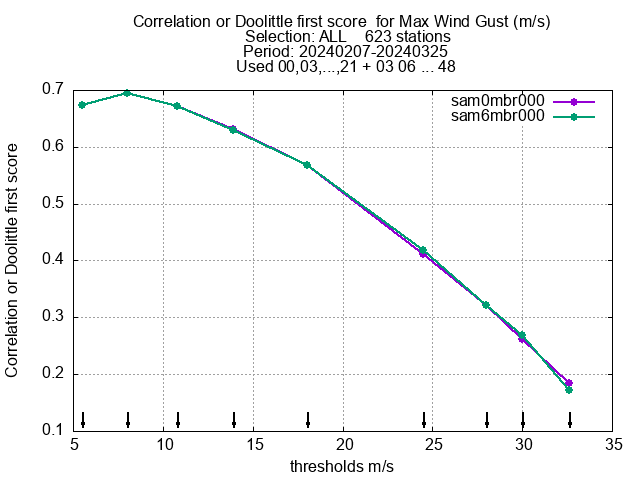 Correlation or Doolittle first score  for Max Wind Gust (m/s)
Selection: ALL    623 stations
Period: 20240207-20240325
Used 00,03,...,21 + 03 06 ... 48
sam0mbr000
sam6mbr000
Correlation or Doolittle first score
0.7
0.6
0.5
0.4
0.3
0.2
0.1
5 10 15 20 25 30 35
thresholds m/s